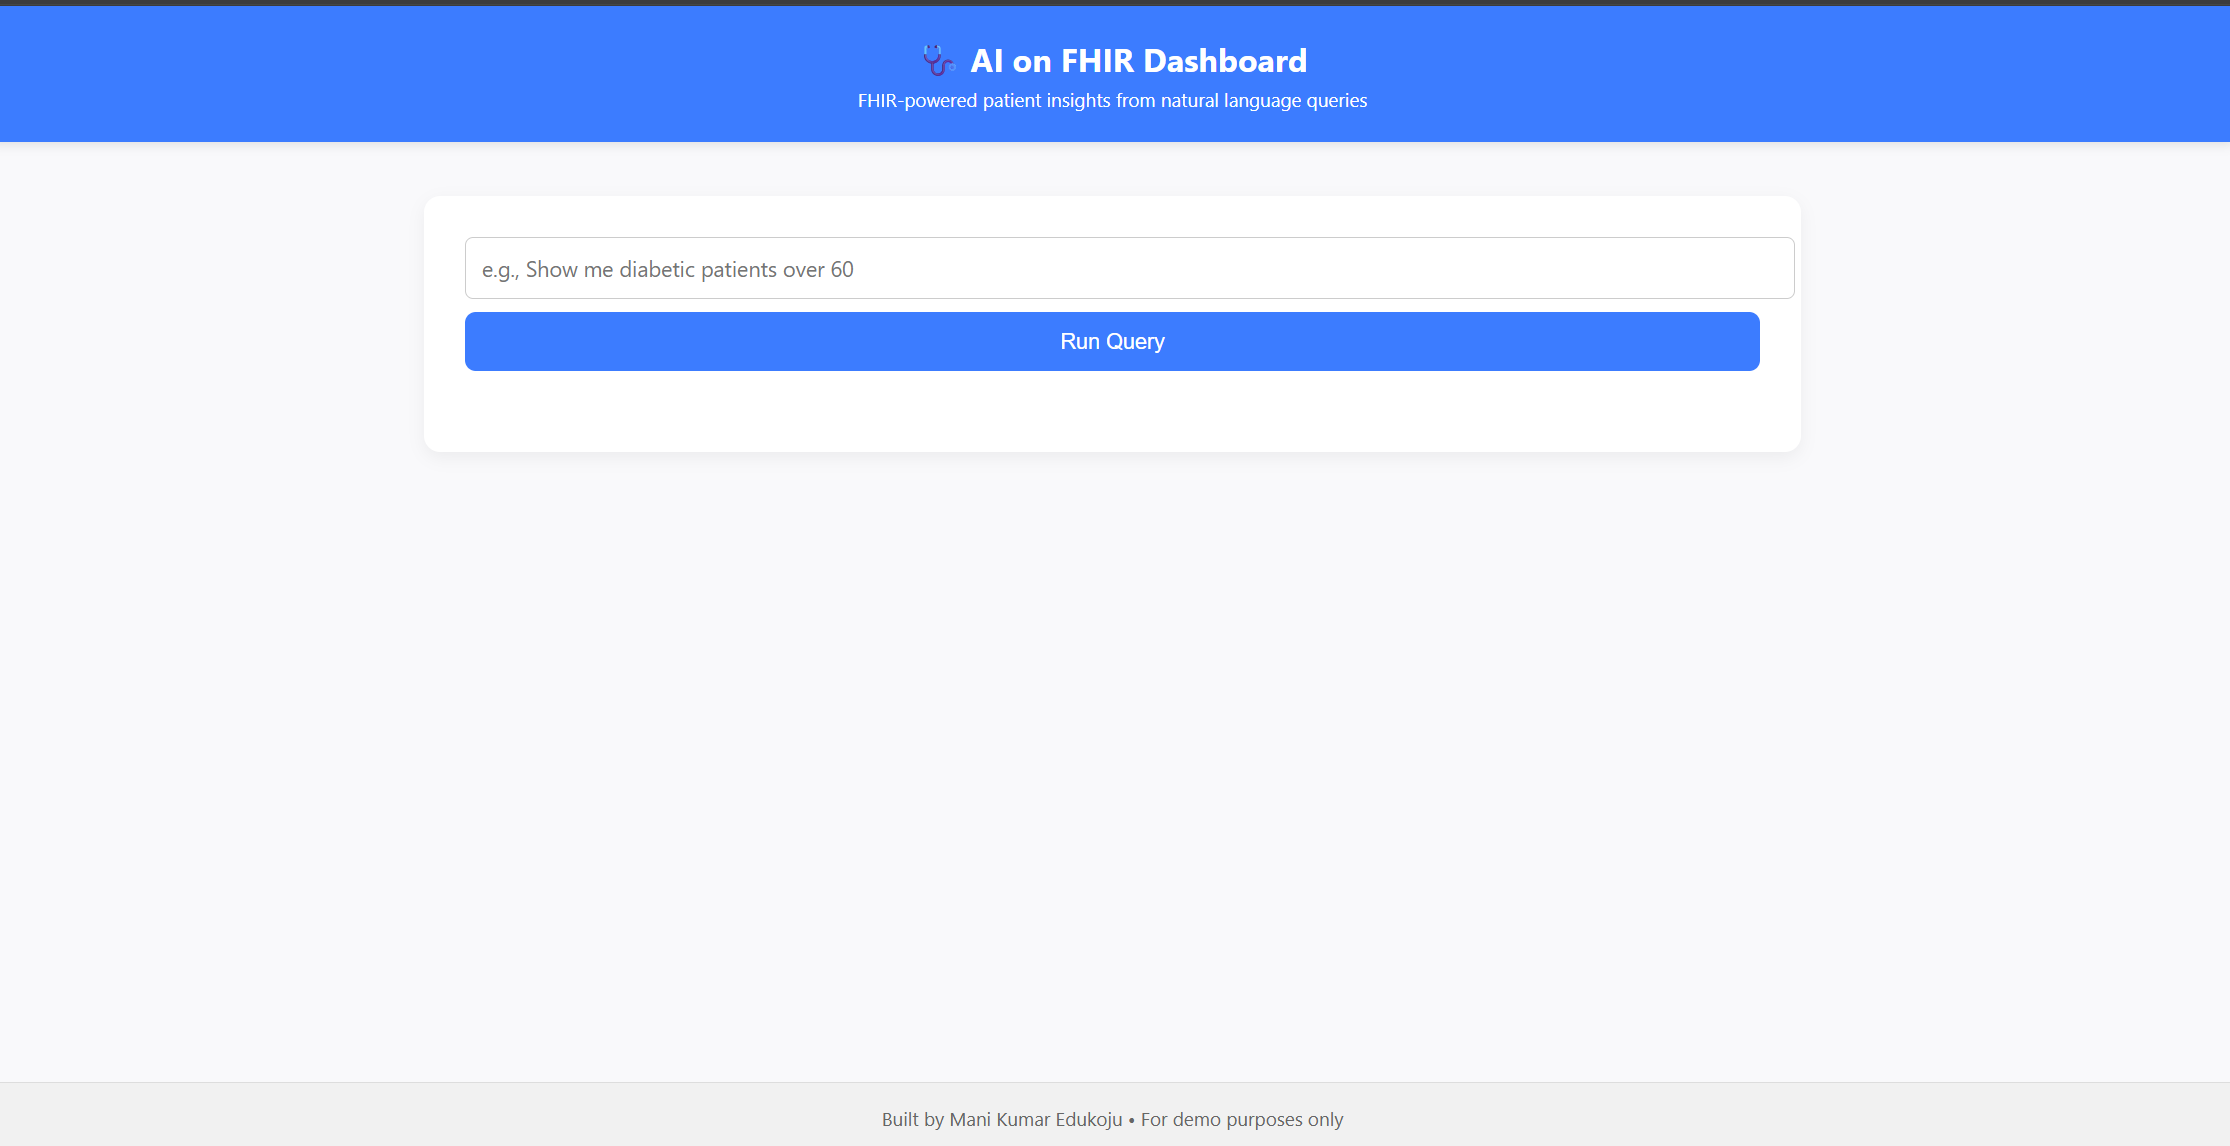 AI on FHIR Dashboard
FHIR-powered patient insights from natural language queries
e.g., Show me diabetic patients over 60
Run Query
Built by Mani Kumar Edukoju • For demo purposes only